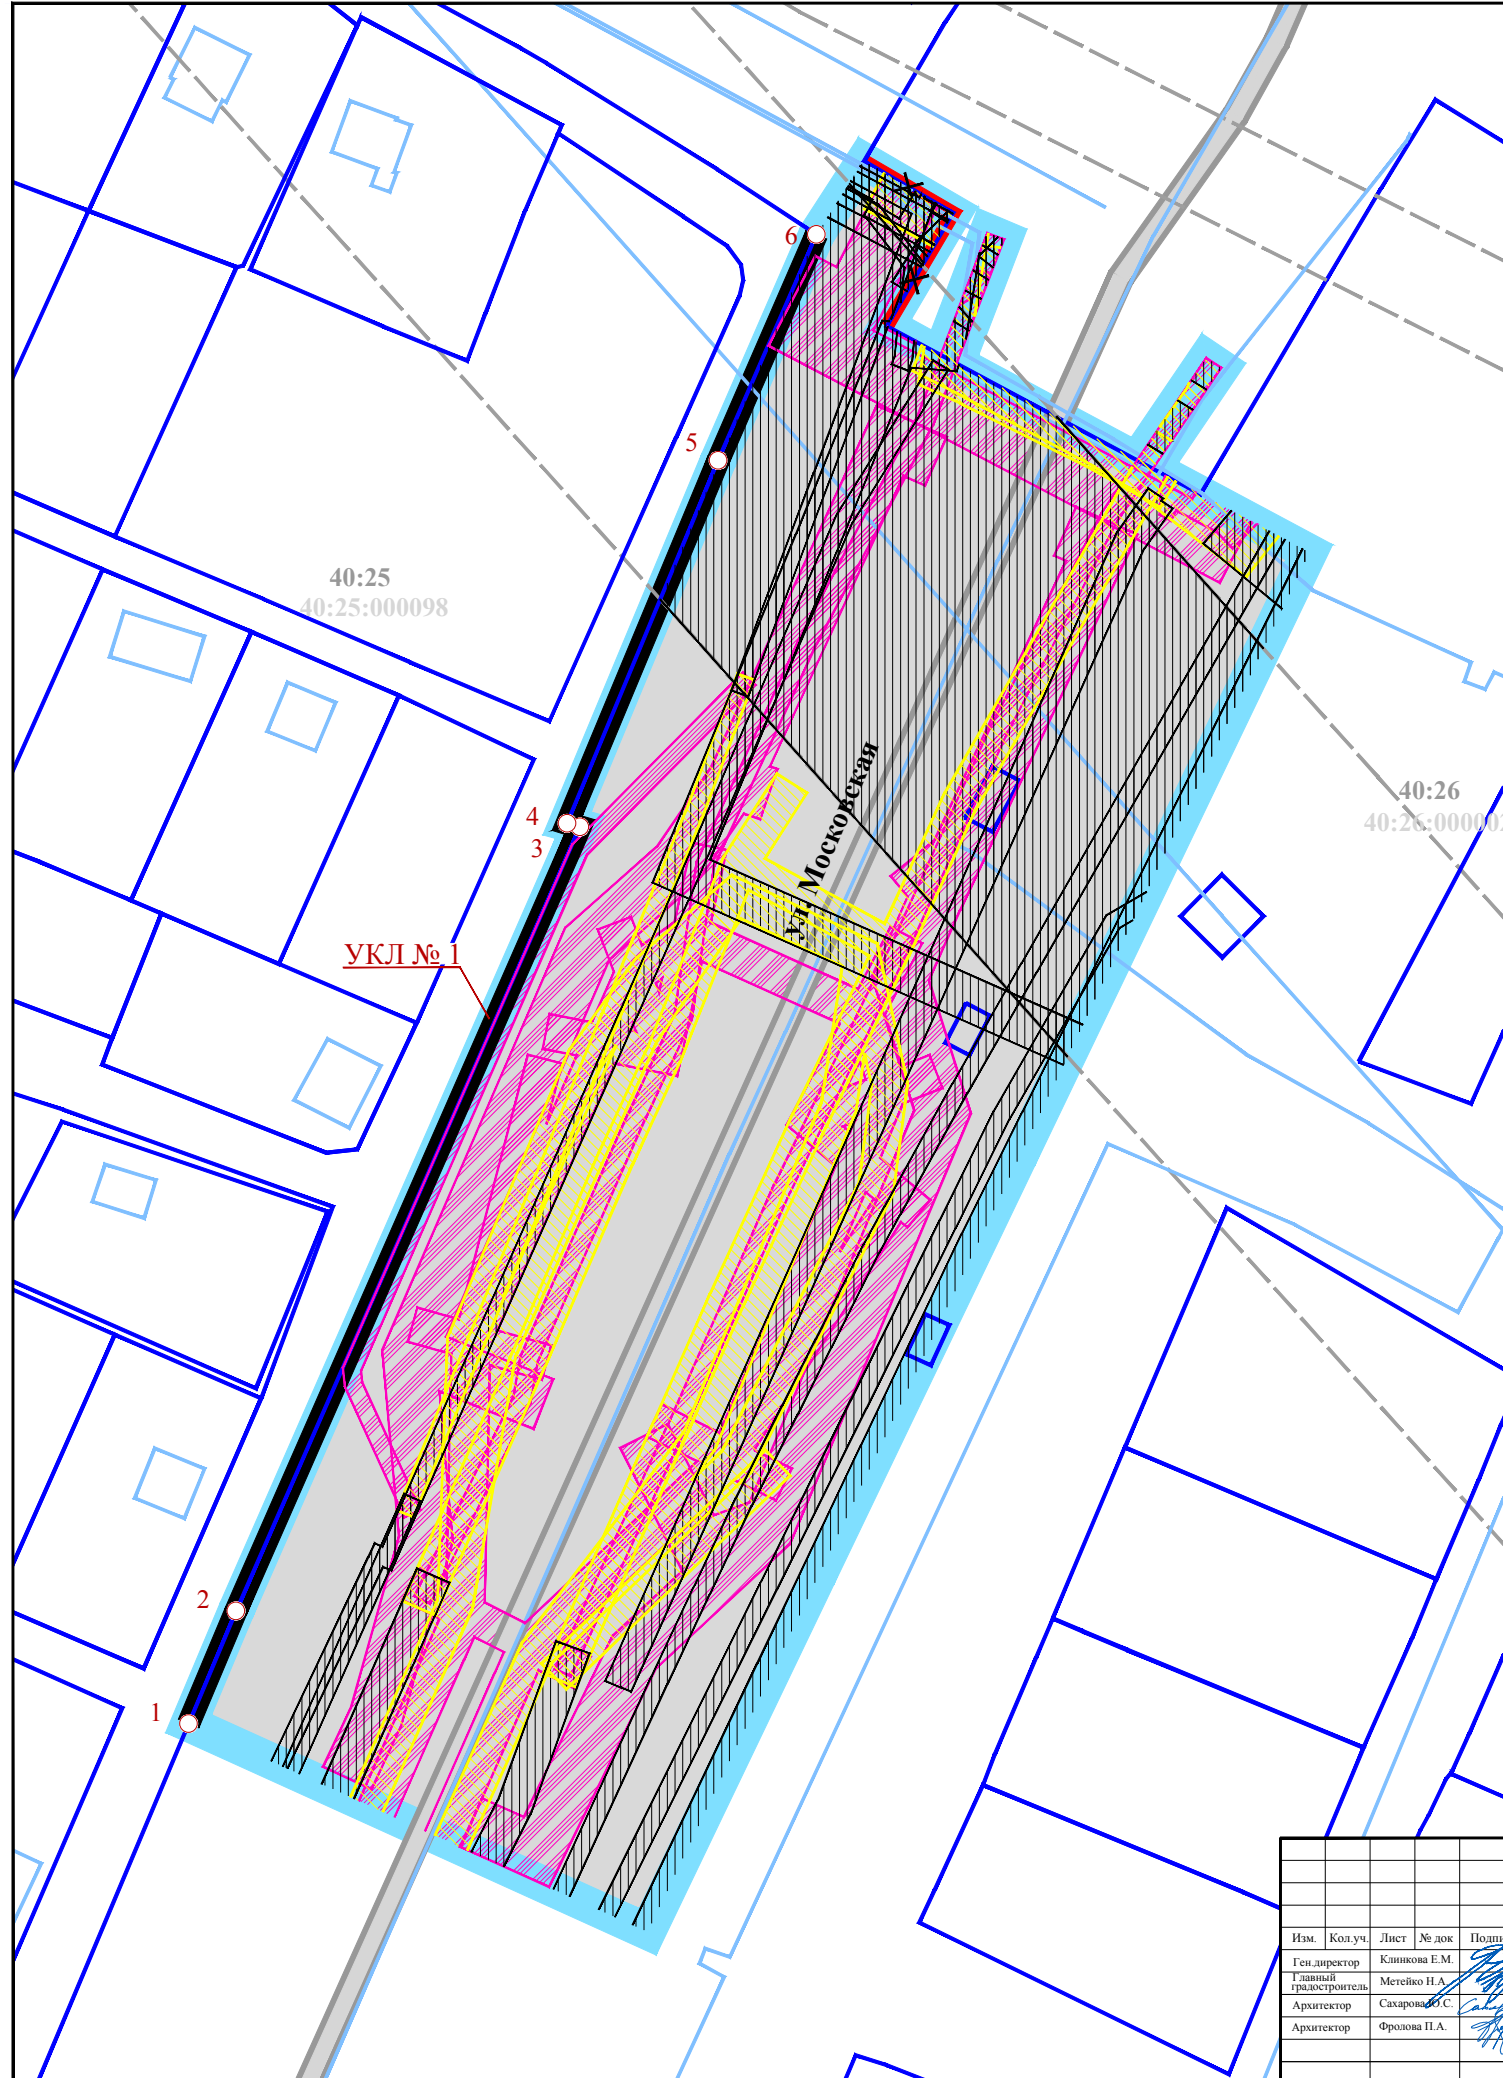 6
5
40:25
40:25:000098
ул. Московская
40:26
4
3
УКЛ № 1
2
1
Изм. Кол.уч. Лист № док
Ген.директор Клинкова Е.М.
Главный градостроитель Метейко Н.А.
Архитектор Сахарова Ю.С.
Архитектор Фролова П.А.